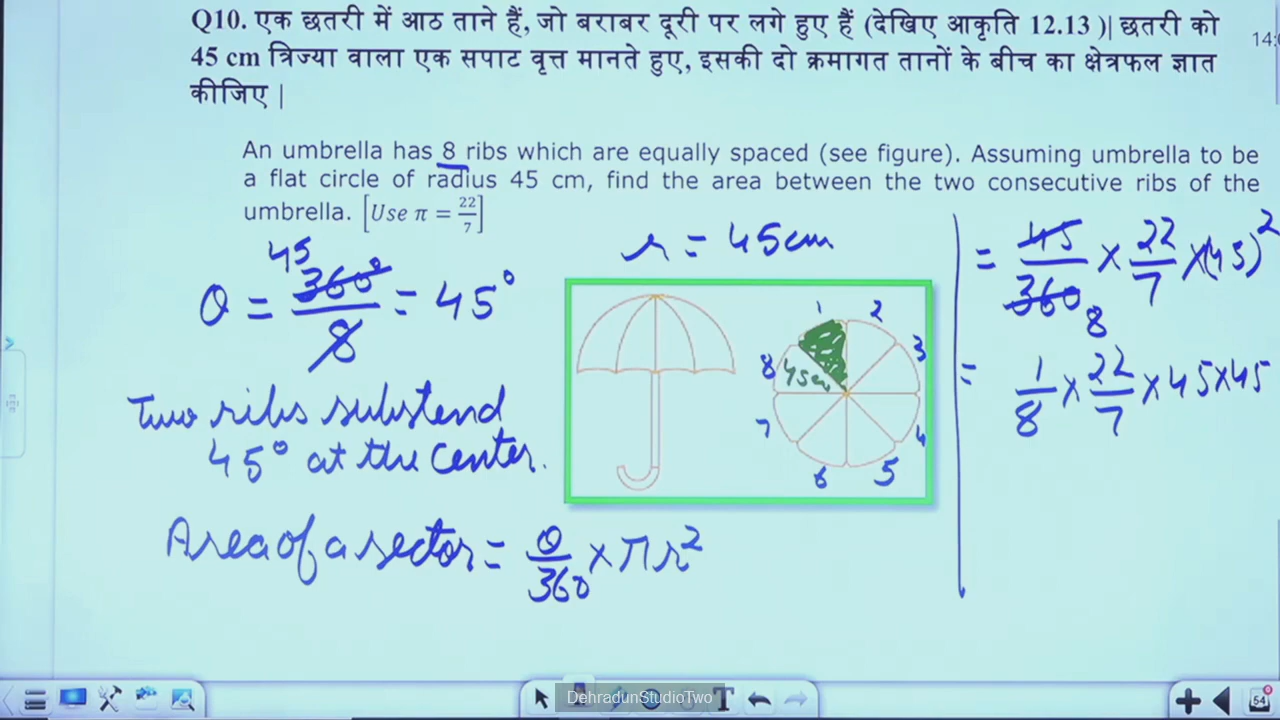 Q10. एक छतरी में आठ ताने हैं, जो बराबर दूरी पर लगे हुए हैं (देखिए आकृति 12.13 )| छतरी को
45 cm त्रिज्या वाला एक सपाट वृत्त मानते हुए, इसकी दो क्रमागत तानों के बीच का क्षेत्रफल ज्ञात
कीजिए |
An umbrella has 8 ribs which are equally spaced (see figure). Assuming umbrella to be
a flat circle of radius 45 cm, find the area between the two consecutive ribs of the
umbrella. [Use π = 22/7]
r = 45cm
45
θ = 360°/8 = 45°
Two ribs substend
45° at the center.
Area of a sector = θ/360 × πr²
1
2
3
4
5
6
7
8
45cm
= 45/360 × 22/7 × (45)²
8
= 1/8 × 22/7 × 45×45
DehradunStudioTwo
T
54